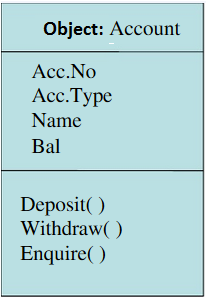 Object: Account
Acc.No
Acc.Type
Name
Bal
Deposit( )
Withdraw( )
Enquire( )